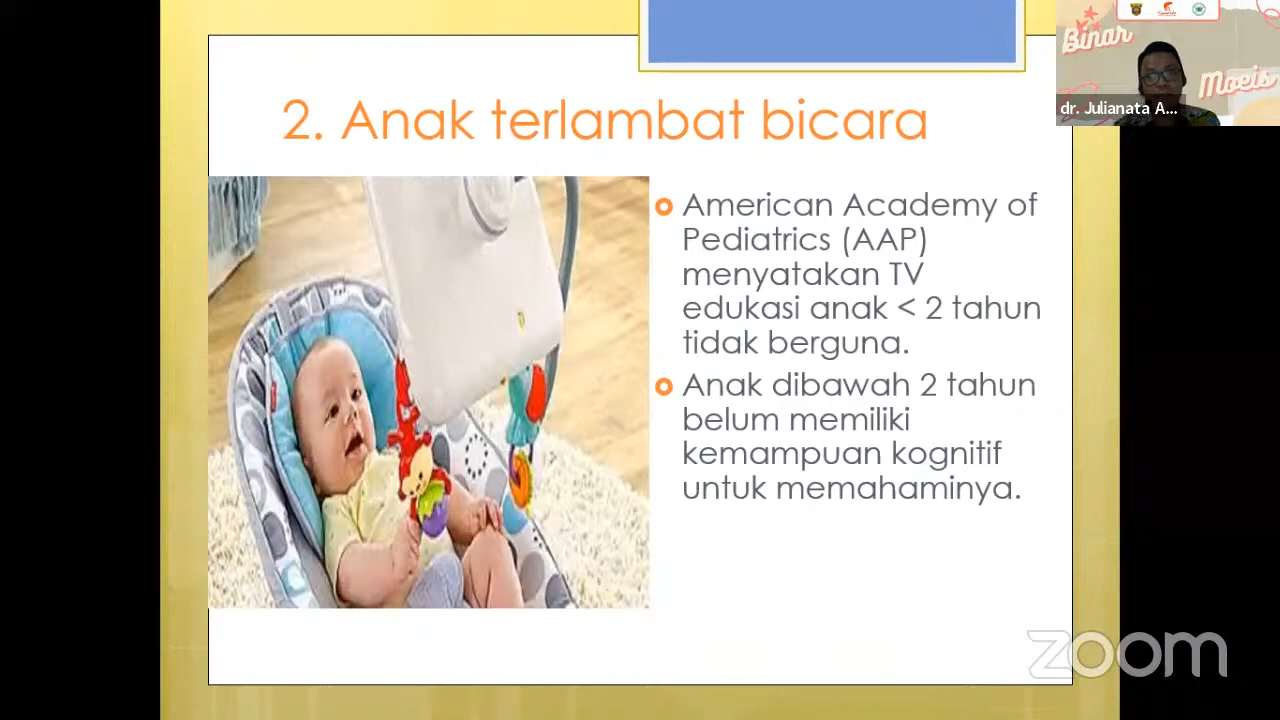 2. Anak terlambat bicara
American Academy of
Pediatrics (AAP)
menyatakan TV
edukasi anak < 2 tahun
tidak berguna.
Anak dibawah 2 tahun
belum memiliki
kemampuan kognitif
untuk memahaminya.
Binar
Moeis
dr. Julianata A...
zoom